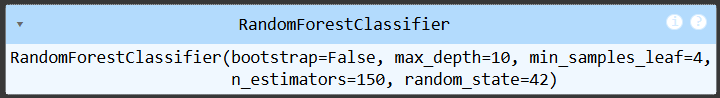 RandomForestClassifier
RandomForestClassifier(bootstrap=False, max_depth=10, min_samples_leaf=4,
n_estimators=150, random_state=42)